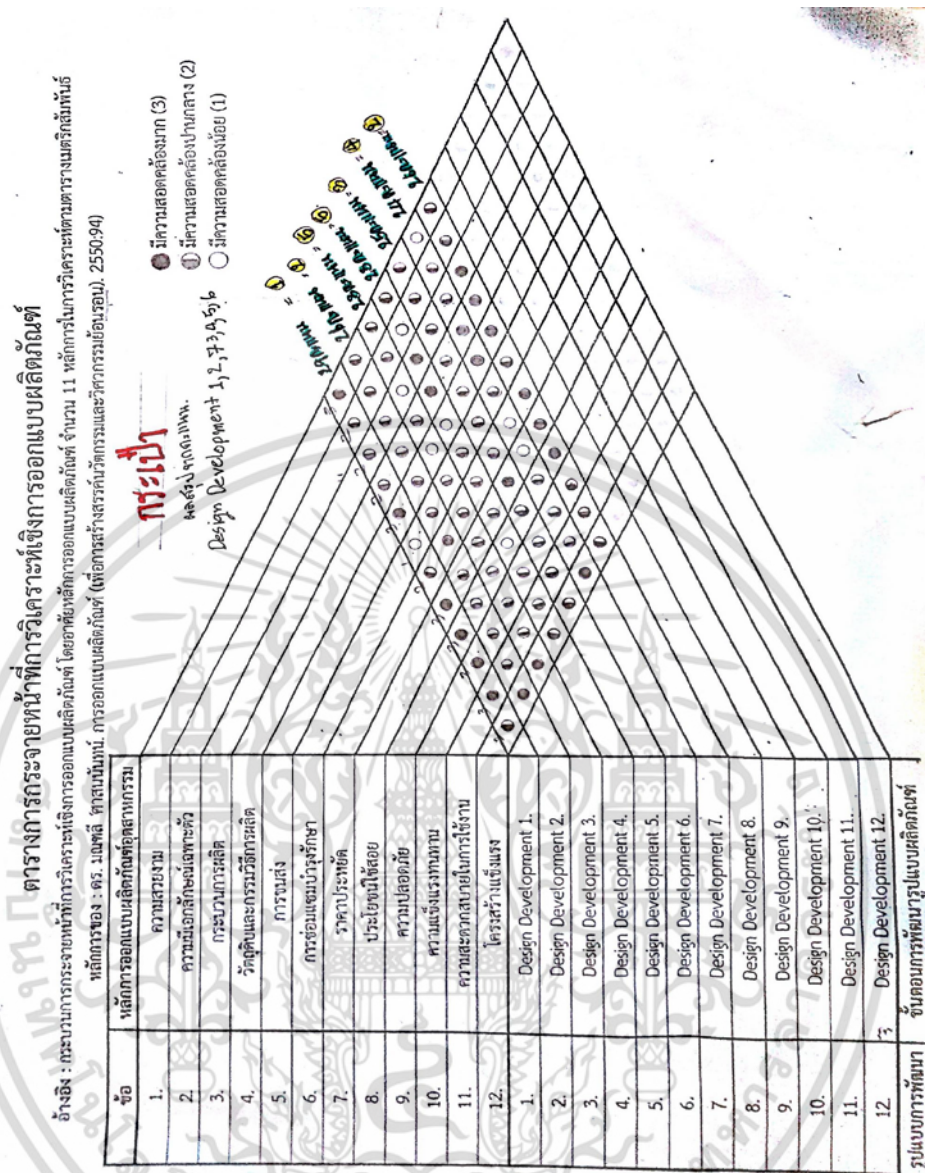 ตารางการกระจายหน้าที่การวิเคราะห์เชิงการออกแบบผลิตภัณฑ์
อ้างอิง : กระบวนการกระจายหน้าที่การวิเคราะห์เชิงการออกแบบผลิตภัณฑ์ โดยอาศัยหลักการออกแบบผลิตภัณฑ์ จำนวน 11 หลักการในการวิเคราะห์ตามตารางเมตริกสัมพันธ์
หลักการของ : ดร. มณฑลี ศาสนนันทน์. การออกแบบผลิตภัณฑ์ (เพื่อการสร้างสรรค์นวัตกรรมและวิศวกรรมย้อนรอย). 2550:94)
กระเป๋า
Design Development 1,2,73,9,5,6
มีความสอดคล้องมาก (3)
มีความสอดคล้องปานกลาง (2)
มีความสอดคล้องน้อย (1)
ข้อ หลักการออกแบบผลิตภัณฑ์อุตสาหกรรม
1. ความสวยงาม
2. ความมีเอกลักษณ์เฉพาะตัว
3. กระบวนการผลิต
4. วัตถุดิบและกรรมวิธีการผลิต
5. การขนส่ง
6. การซ่อมแซมบำรุงรักษา
7. ราคาประหยัด
8. ประโยชน์ใช้สอย
9. ความปลอดภัย
10. ความแข็งแรงทนทาน
11. ความสะดวกสบายในการใช้งาน
12. โครงสร้างแข็งแรง
1. Design Development 1.
2. Design Development 2.
3. Design Development 3.
4. Design Development 4.
5. Design Development 5.
6. Design Development 6.
7. Design Development 7.
8. Design Development 8.
9. Design Development 9.
10. Design Development 10.
11. Design Development 11.
12. Design Development 12.
รูปแบบการพัฒนา 3 ขั้นตอนการพัฒนารูปแบบผลิตภัณฑ์